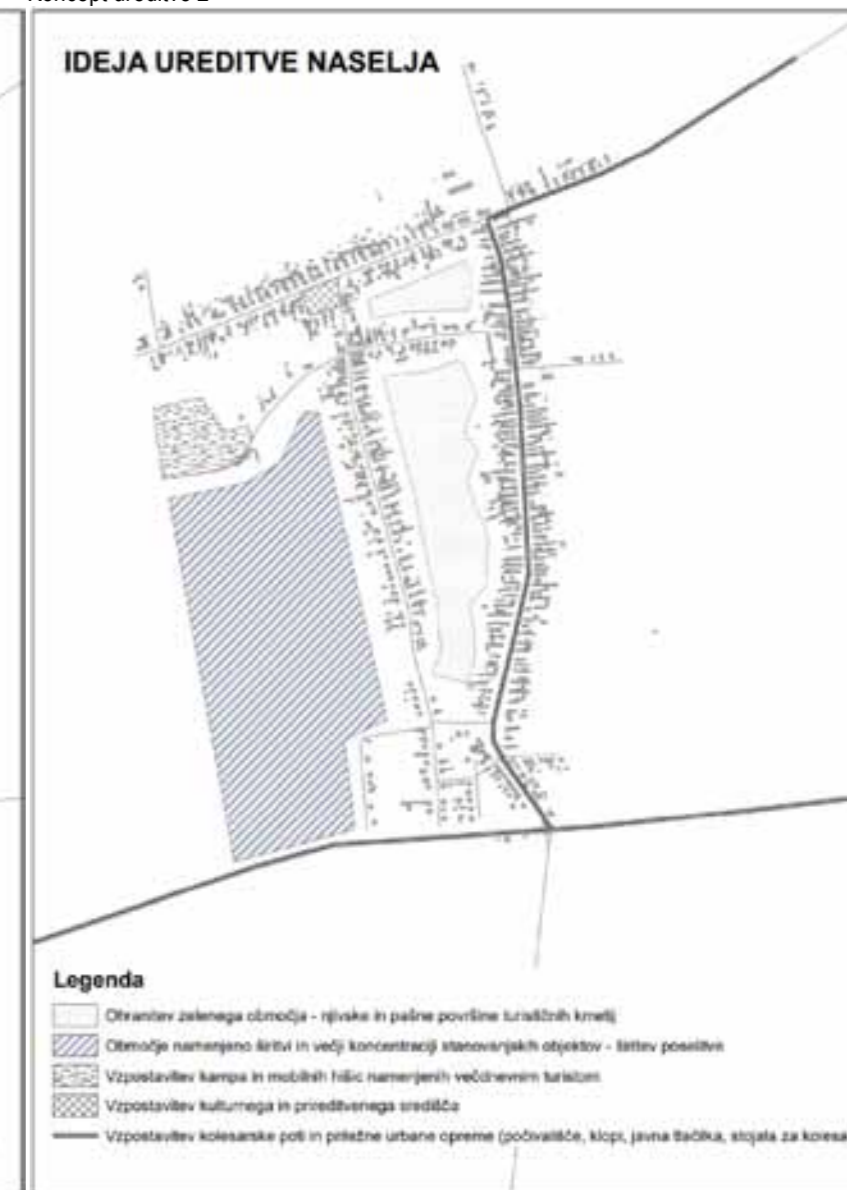 Koncept ureditve 2
IDEJA UREDITVE NASELJA
Legenda
Ohranitev zelenega območja - njivske in pašne površine turističnih kmetij
Območje namenjeno širitvi in večji koncentraciji stanovanjskih objektov - širitev poselitve
Vzpostavitev kampa in mobilnih hišic namenjenih večdnevnim turistom
Vzpostavitev kulturnega in prireditvenega središča
Vzpostavitev kolesarske poti in priležne urbane opreme (počivališče, klopi, javna tlačilka, stojala za kolesa